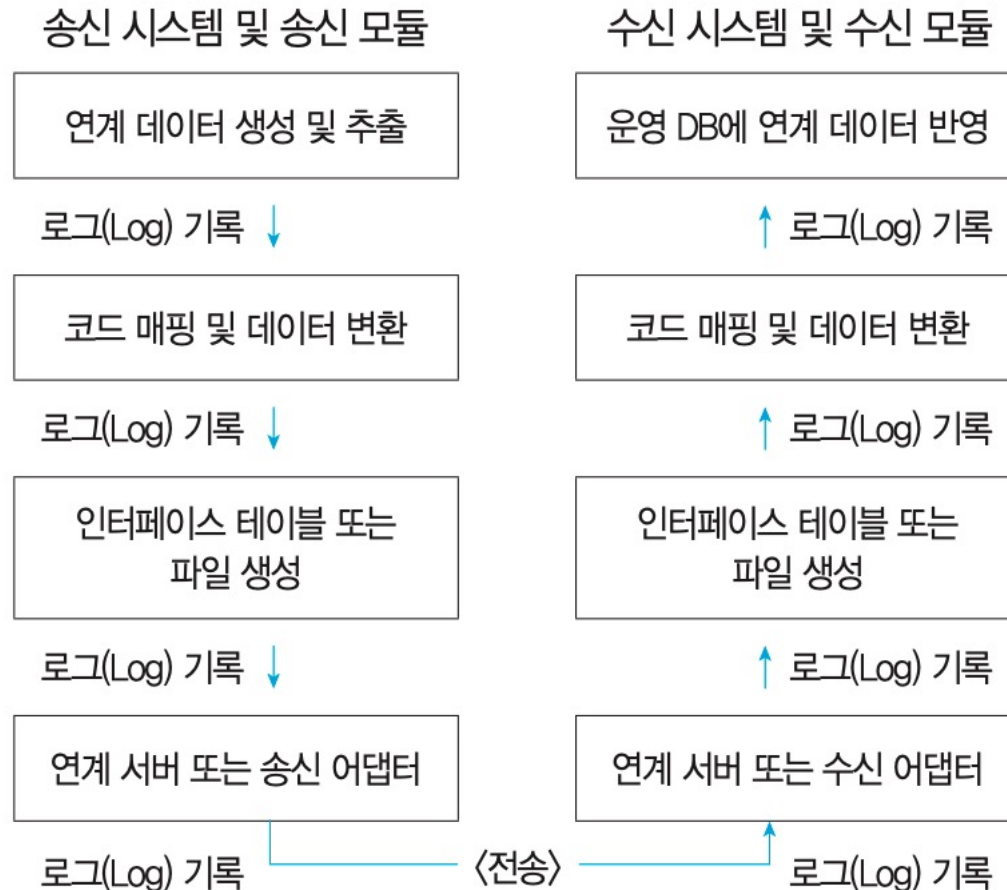 송신 시스템 및 송신 모듈
연계 데이터 생성 및 추출
로그(Log) 기록
코드 매핑 및 데이터 변환
로그(Log) 기록
인터페이스 테이블 또는
파일 생성
로그(Log) 기록
연계 서버 또는 송신 어댑터
로그(Log) 기록
〈전송〉
수신 시스템 및 수신 모듈
운영 DB에 연계 데이터 반영
로그(Log) 기록
코드 매핑 및 데이터 변환
로그(Log) 기록
인터페이스 테이블 또는
파일 생성
로그(Log) 기록
연계 서버 또는 수신 어댑터
로그(Log) 기록